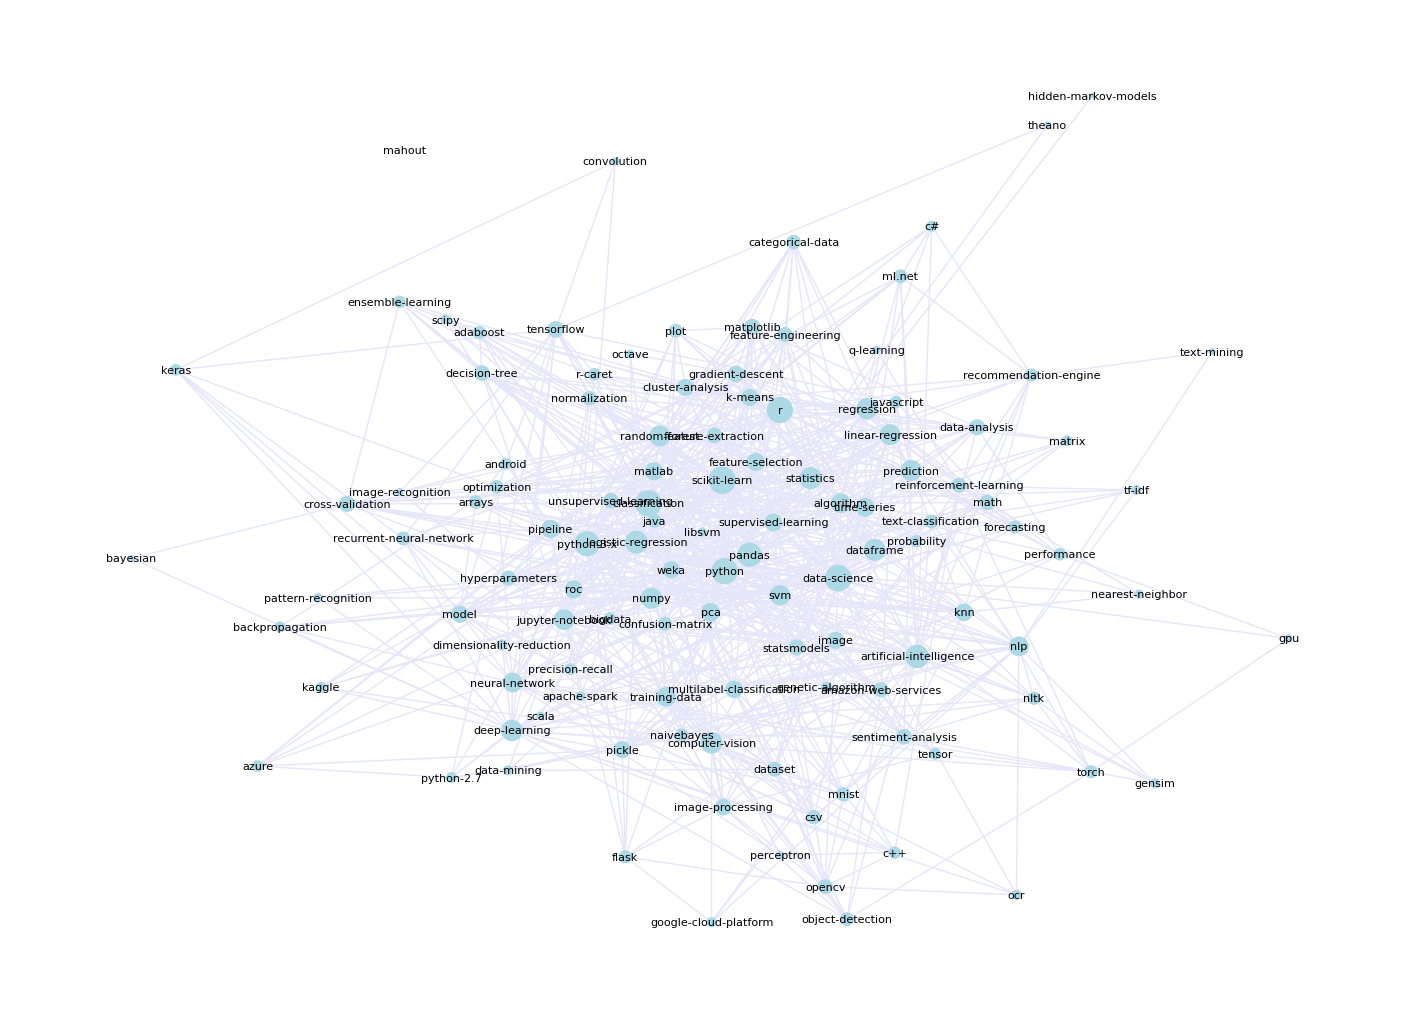 hidden-markov-models
theano
mahout
convolution
c#
categorical-data
ml.net
ensemble-learning
scipy
adaboost
tensorflow
plot
matplotlib
feature-engineering
octave
q-learning
text-mining
keras
decision-tree
r-caret
gradient-descent
cluster-analysis
recommendation-engine
normalization
k-means
r
regression
javascript
random-forest
feature-extraction
linear-regression
data-analysis
matrix
android
matlab
feature-selection
scikit-learn
statistics
prediction
reinforcement-learning
image-recognition
optimization
cross-validation
arrays
unsupervised-learning
classification
algorithm
time-series
math
tf-idf
java
libsvm
supervised-learning
text-classification
forecasting
pipeline
recurrent-neural-network
python-3.x
logistic-regression
probability
bayesian
pandas
dataframe
performance
weka
python
data-science
hyperparameters
roc
numpy
svm
nearest-neighbor
pattern-recognition
model
jupyter-notebook
bigdata
confusion-matrix
pca
knn
backpropagation
dimensionality-reduction
statsmodels
image
artificial-intelligence
nlp
gpu
precision-recall
kaggle
neural-network
apache-spark
training-data
multilabel-classification
genetic-algorithm
amazon-web-services
nltk
scala
deep-learning
naivebayes
computer-vision
pickle
sentiment-analysis
tensor
azure
python-2.7
data-mining
dataset
torch
gensim
mnist
image-processing
csv
flask
perceptron
c++
opencv
ocr
google-cloud-platform
object-detection